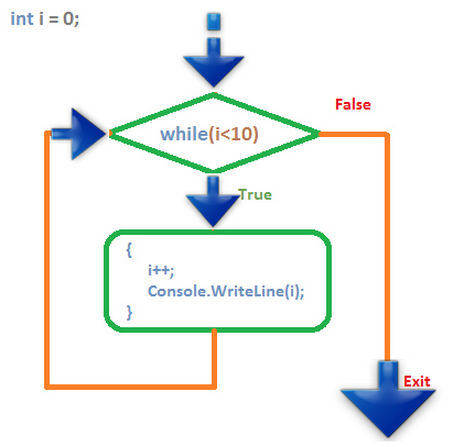 int i = 0;
False
while(i<10)
True
{
i++;
Console.WriteLine(i);
}
Exit